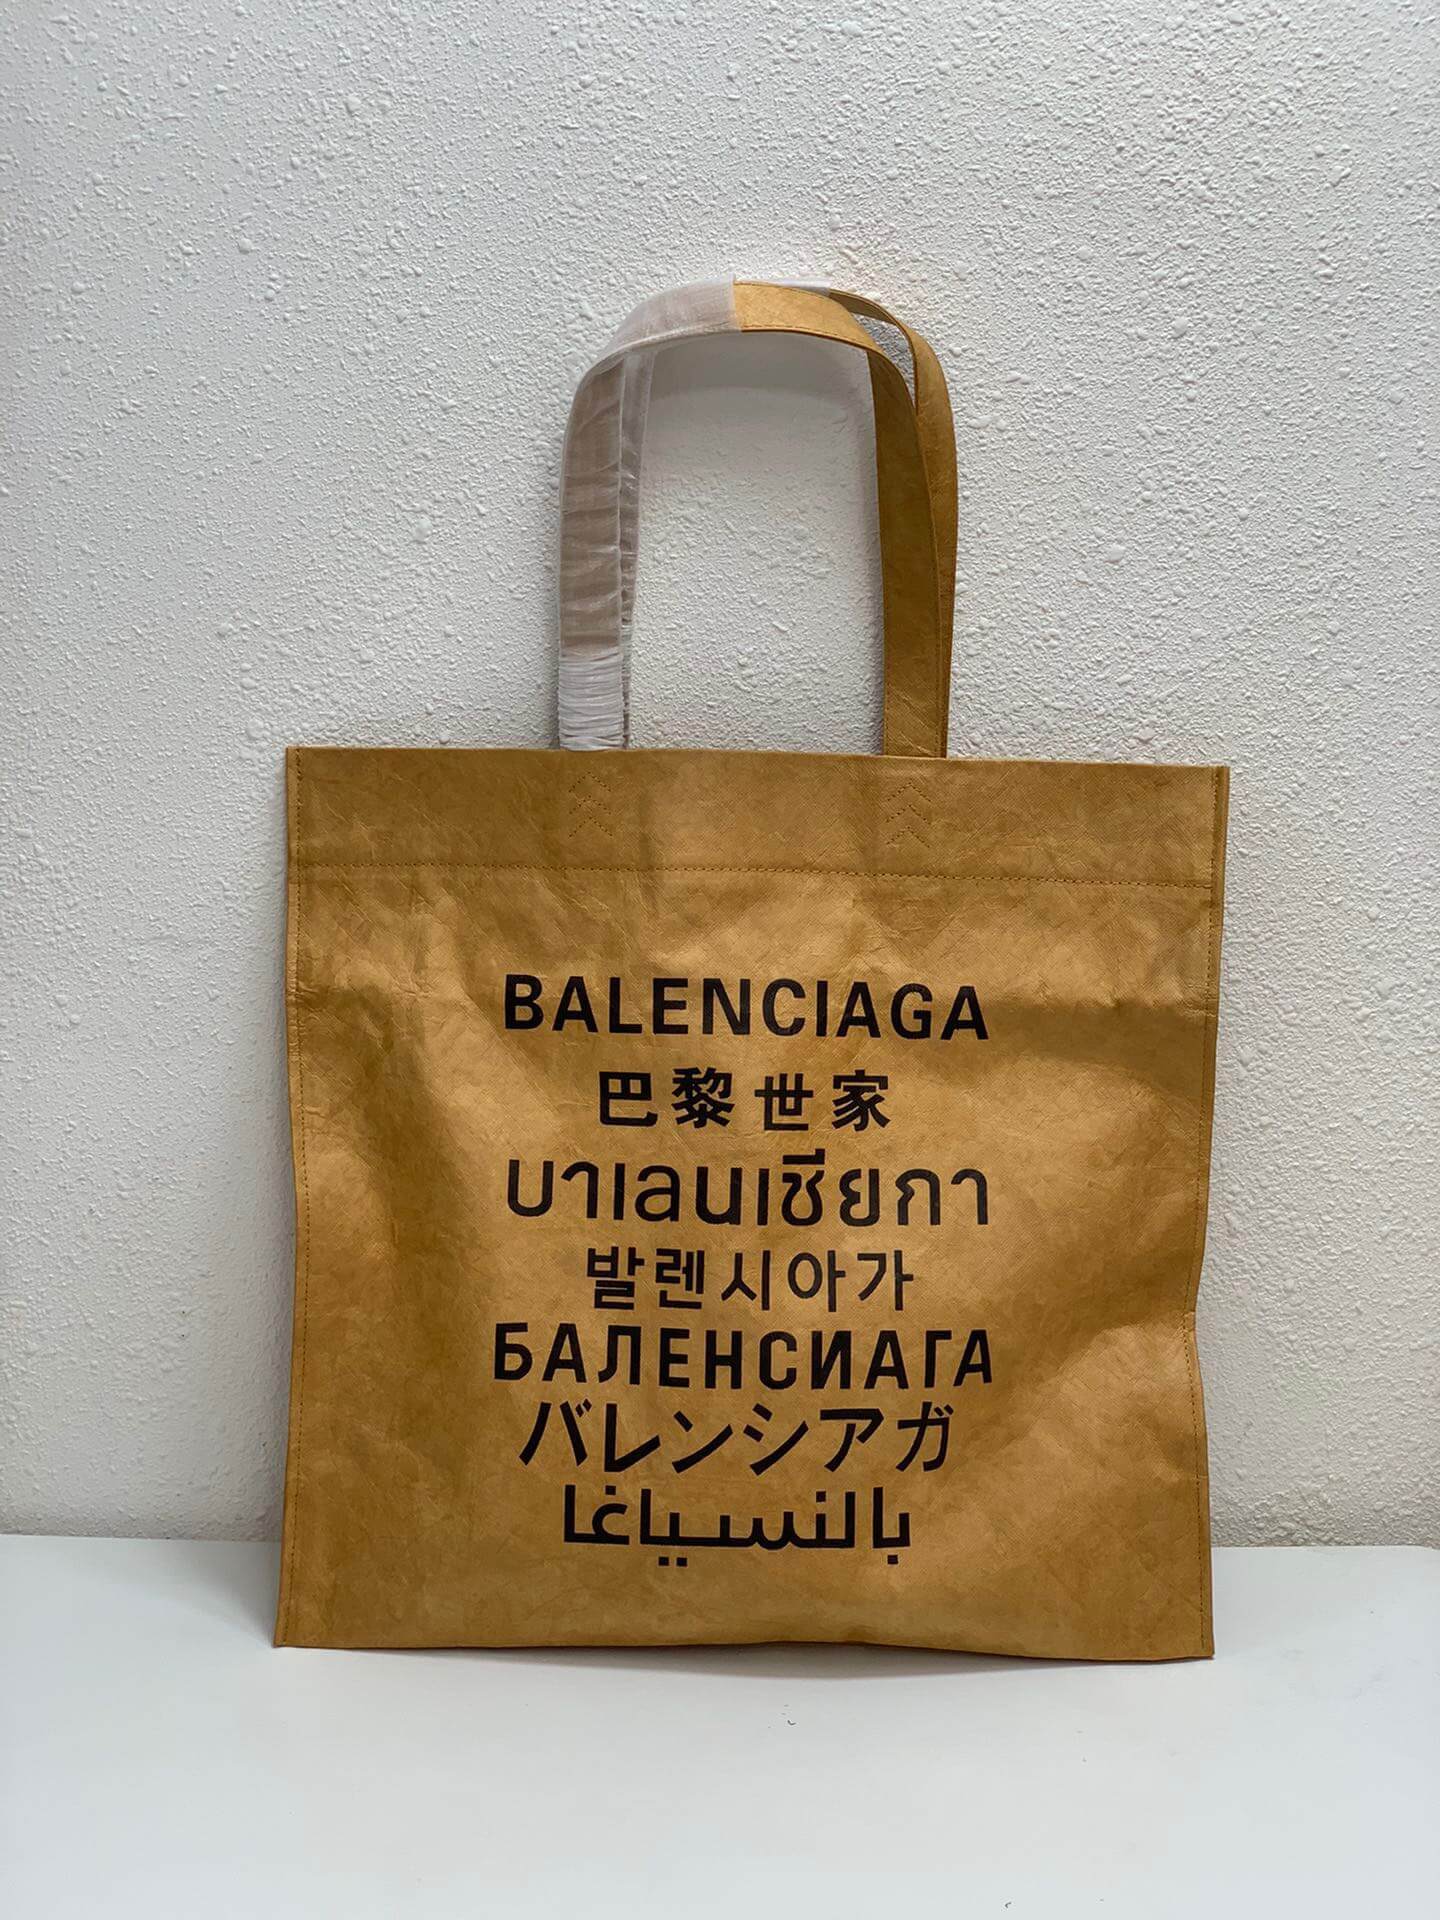 BALENCIAGA
巴黎世家
บาเลนเชียกา
발렌시아가
БАЛЕНСИАГА
バレンシアガ
بالنسياغا